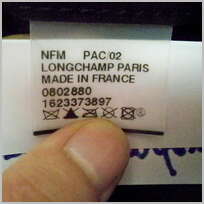 NFM PAC 02
LONGCHAMP PARIS
MADE IN FRANCE
0802880
1623373897